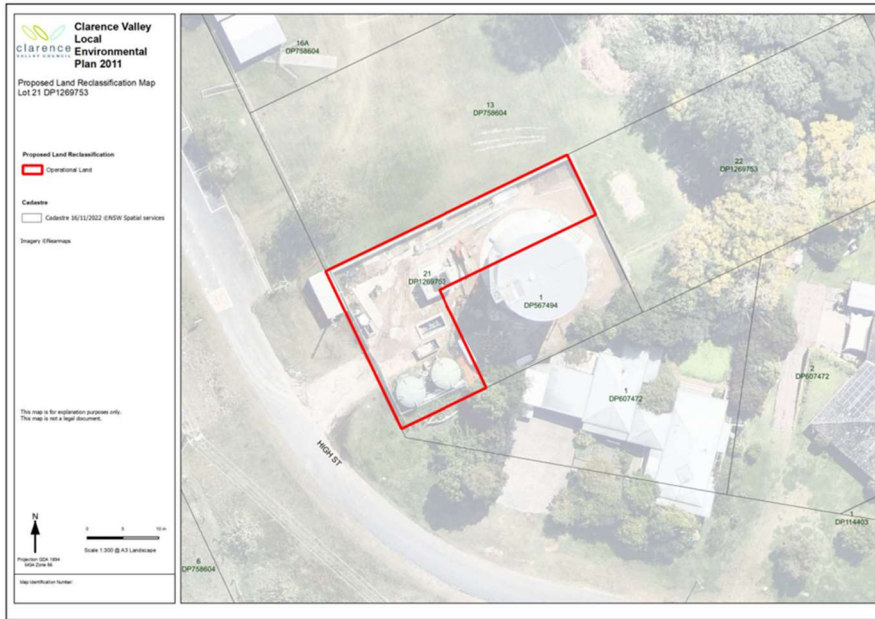 clarence
VALLEY COUNCIL
Clarence Valley
Local
Environmental
Plan 2011
Proposed Land Reclassification Map
Lot 21 DP1269753
Proposed Land Reclassification
Operational Land
Cadastre
Cadastre 16/11/2022 ©NSW Spatial services
Imagery ©Nearmaps
This map is for explanation purposes only.
This map is not a legal document.
N
0 5 10 m
Scale 1:300 @ A3 Landscape
Projection GDA 1994
MGA Zone 56
Map Identification Number:
16A
DP758604
13
DP758604
22
DP1269753
21
DP1269753
1
DP567494
1
DP607472
2
DP607472
HIGH ST
1
DP114403
6
DP758604